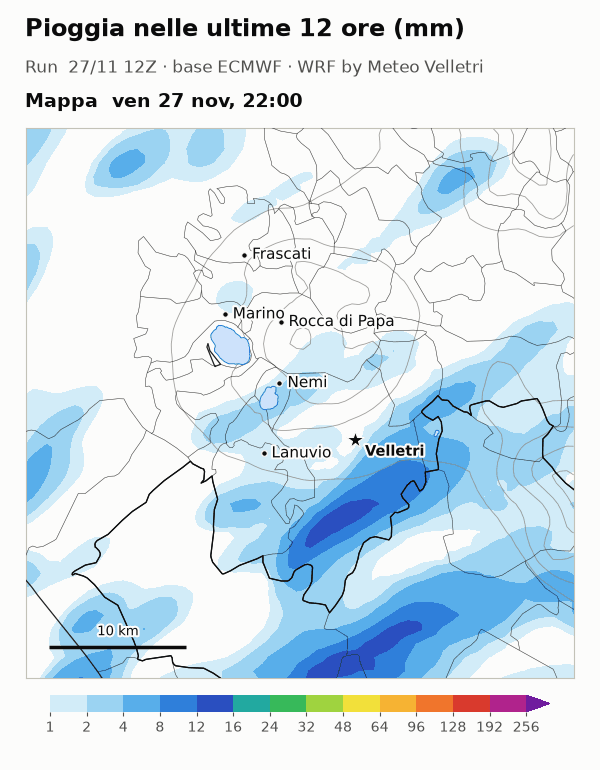 Pioggia nelle ultime 12 ore (mm)
Run 27/11 12Z · base ECMWF · WRF by Meteo Velletri
Mappa ven 27 nov, 22:00
Frascati
Marino
Rocca di Papa
Nemi
Velletri
Lanuvio
10 km
1 2 4 8 12 16 24 32 48 64 96 128 192 256